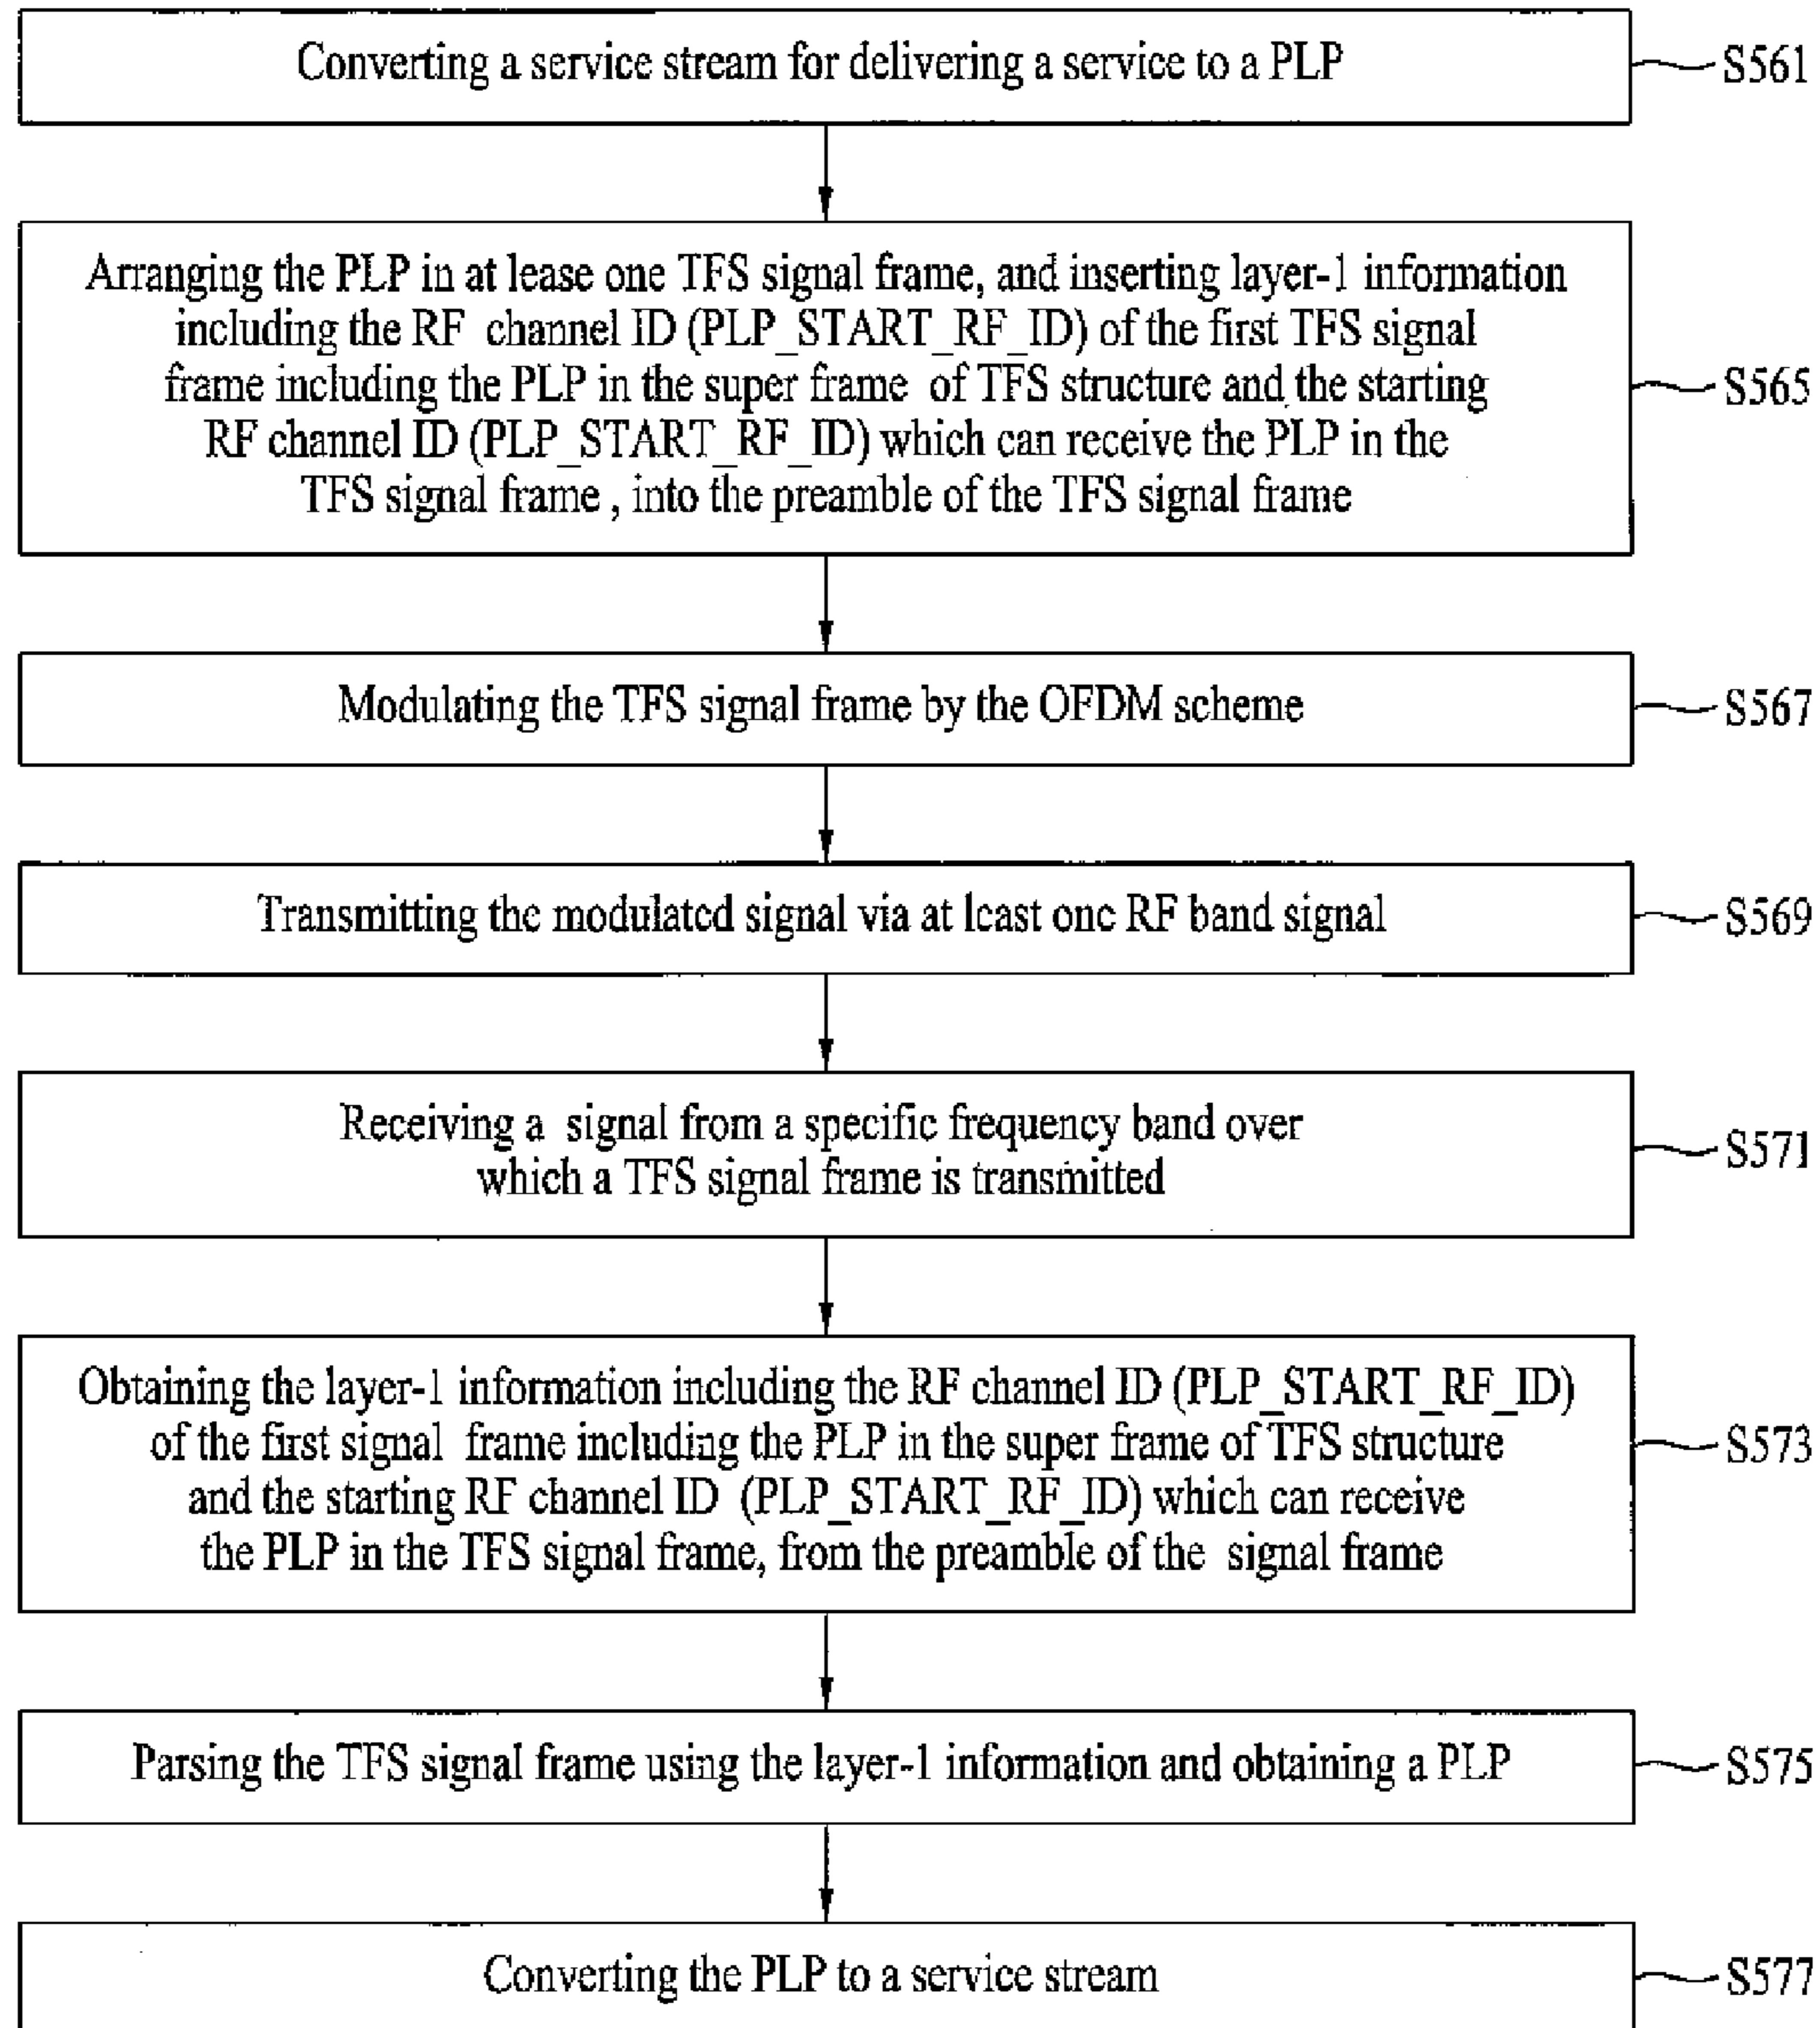 Converting a service stream for delivering a service to a PLP
S561
Arranging the PLP in at lease one TFS signal frame, and inserting layer-1 information
including the RF channel ID (PLP_START_RF_ID) of the first TFS signal
frame including the PLP in the super frame of TFS structure and the starting
RF channel ID (PLP_START_RF_ID) which can receive the PLP in the
TFS signal frame , into the preamble of the TFS signal frame
S565
Modulating the TFS signal frame by the OFDM scheme
S567
Transmitting the modulated signal via at least one RF band signal
S569
Receiving a signal from a specific frequency band over
which a TFS signal frame is transmitted
S571
Obtaining the layer-1 information including the RF channel ID (PLP_START_RF_ID)
of the first signal frame including the PLP in the super frame of TFS structure
and the starting RF channel ID (PLP_START_RF_ID) which can receive
the PLP in the TFS signal frame, from the preamble of the signal frame
S573
Parsing the TFS signal frame using the layer-1 information and obtaining a PLP
S575
Converting the PLP to a service stream
S577